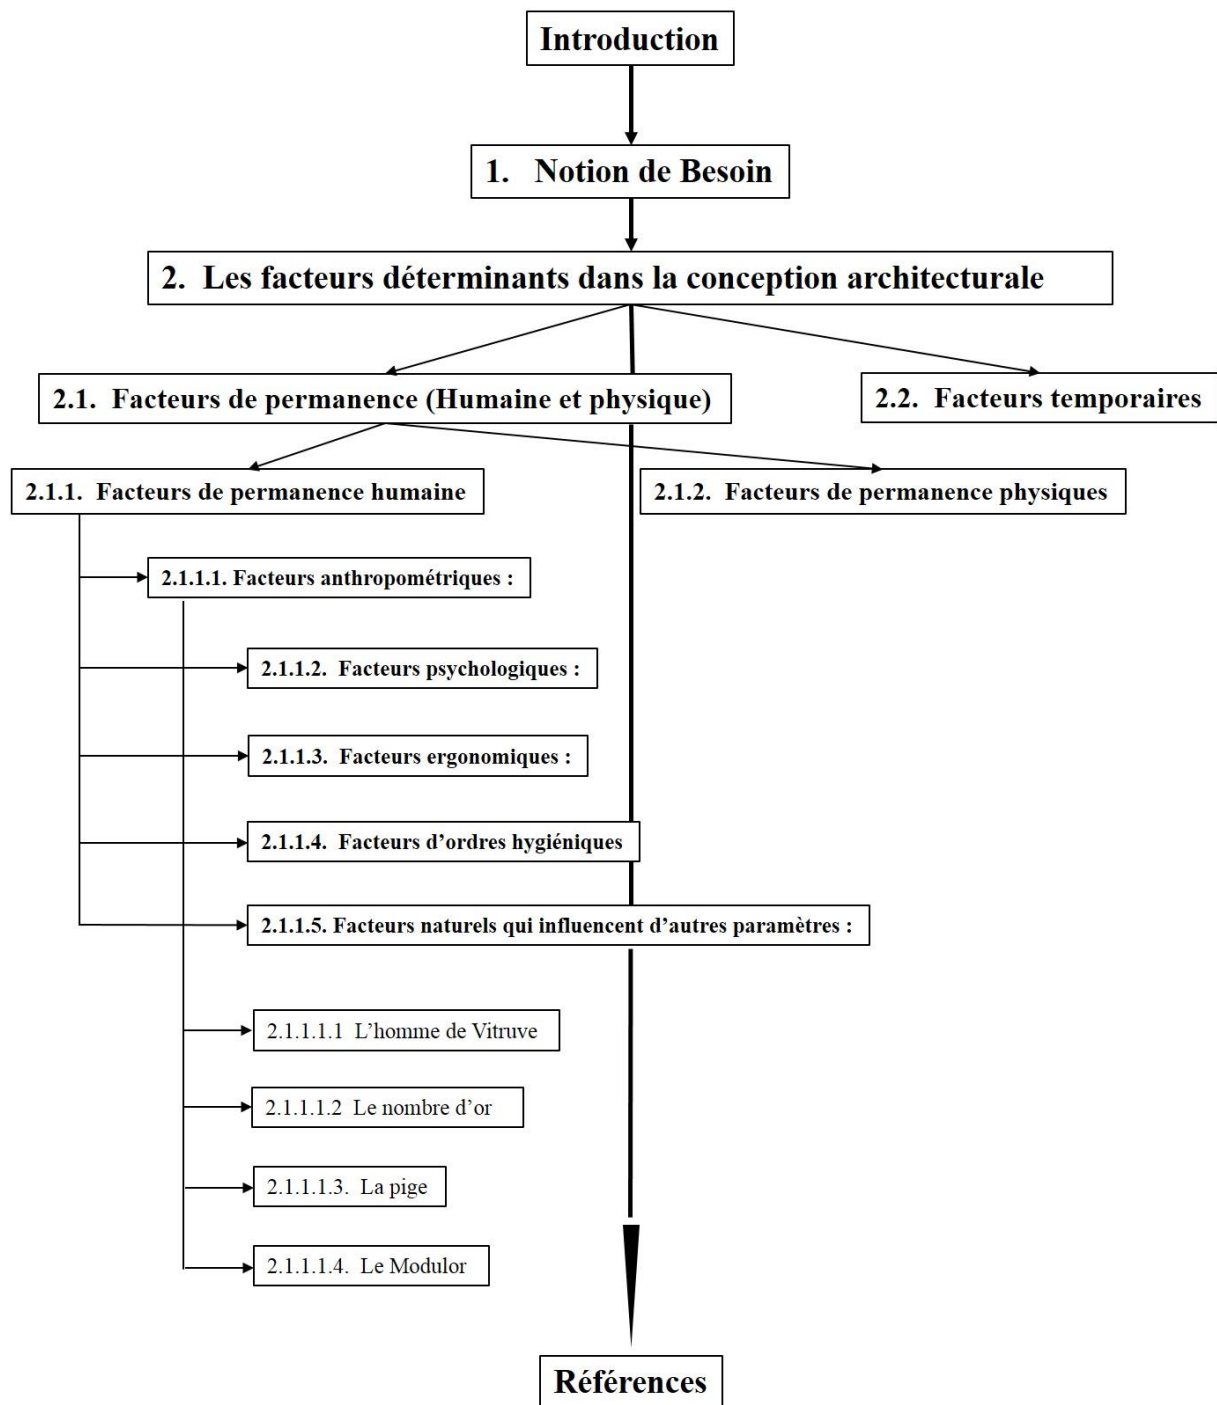 Introduction
1. Notion de Besoin
2. Les facteurs déterminants dans la conception architecturale
2.1. Facteurs de permanence (Humaine et physique)
2.2. Facteurs temporaires
2.1.1. Facteurs de permanence humaine
2.1.2. Facteurs de permanence physiques
2.1.1.1. Facteurs anthropométriques :
2.1.1.2. Facteurs psychologiques :
2.1.1.3. Facteurs ergonomiques :
2.1.1.4. Facteurs d’ordres hygiéniques
2.1.1.5. Facteurs naturels qui influencent d’autres paramètres :
2.1.1.1.1 L’homme de Vitruve
2.1.1.1.2 Le nombre d’or
2.1.1.1.3. La pige
2.1.1.1.4. Le Modulor
Références